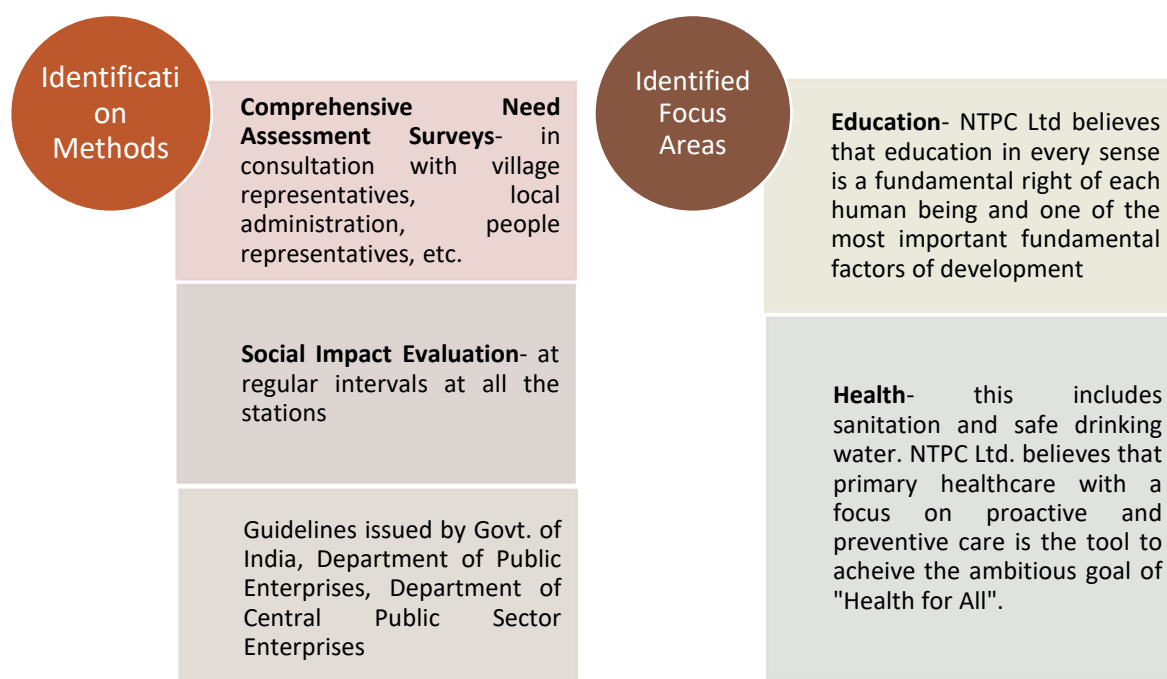 Identificati
on
Methods
Comprehensive Need
Assessment Surveys- in
consultation with village
representatives, local
administration, people
representatives, etc.
Social Impact Evaluation- at
regular intervals at all the
stations
Guidelines issued by Govt. of
India, Department of Public
Enterprises, Department of
Central Public Sector
Enterprises
Identified
Focus
Areas
Education- NTPC Ltd believes
that education in every sense
is a fundamental right of each
human being and one of the
most important fundamental
factors of development
Health- this includes
sanitation and safe drinking
water. NTPC Ltd. believes that
primary healthcare with a
focus on proactive and
preventive care is the tool to
acheive the ambitious goal of
"Health for All".